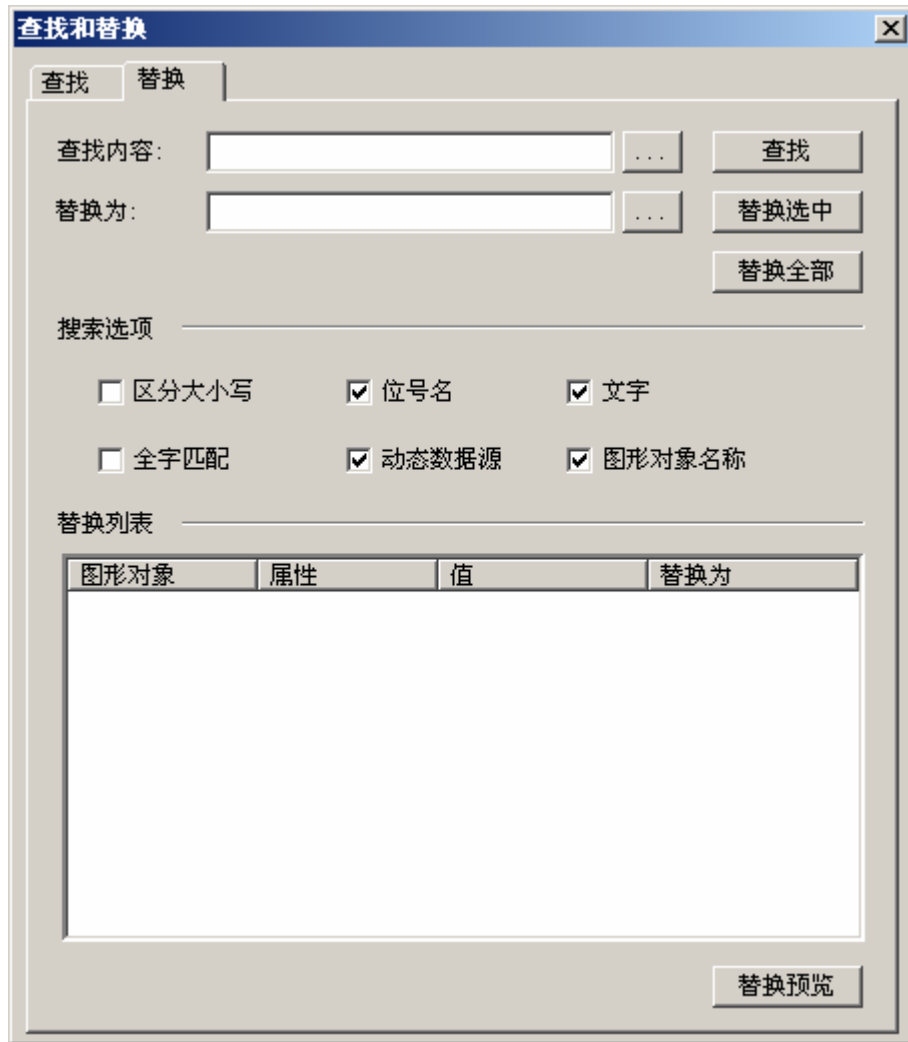 查找和替换
查找 替换
查找内容: ... 查找
替换为: ... 替换选中
替换全部
搜索选项
区分大小写 位号名 文字
全字匹配 动态数据源 图形对象名称
替换列表
图形对象 属性 值 替换为
替换预览